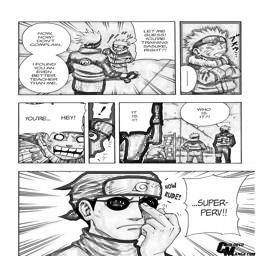 NOW,
NOW!
DON'T
COMPLAIN.
I FOUND
YOU AN
EVEN
BETTER
TEACHER
THAN ME.
LET ME
GUESS!
YOU'RE
TRAINING
SASUKE,
RIGHT?!
YOU'RE...
HEY!
IT
IS!!
WHO
IS
IT?!
HOW
RUDE?
...SUPER-
PERV!!